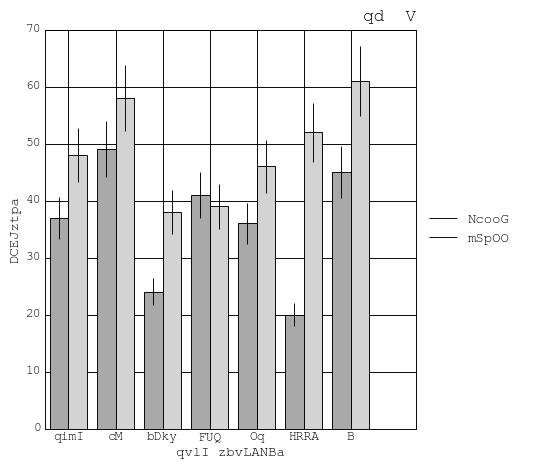 qd  V
70
60
50
40
30
20
10
0
DCEJztpa
qimI cM bDky FUQ Oq HRRA B
qvlI zbvLANBa
NcooG
mSpOO